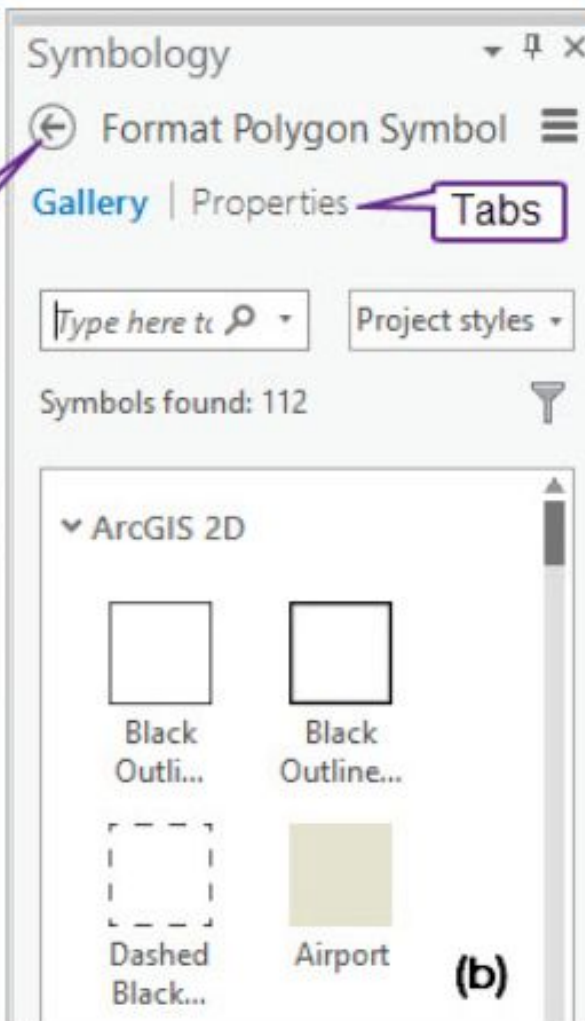 Symbology
Format Polygon Symbol
Gallery | Properties
Tabs
Type here to
Project styles
Symbols found: 112
ArcGIS 2D
Black
Outli...
Black
Outline...
Dashed
Black...
Airport
(b)